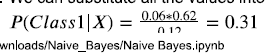 . We can substitute all the values into
P(Class1|X) = 0.06*0.62 / 0.12 = 0.31
wnloads/Naive_Bayes/Naive Bayes.ipynb